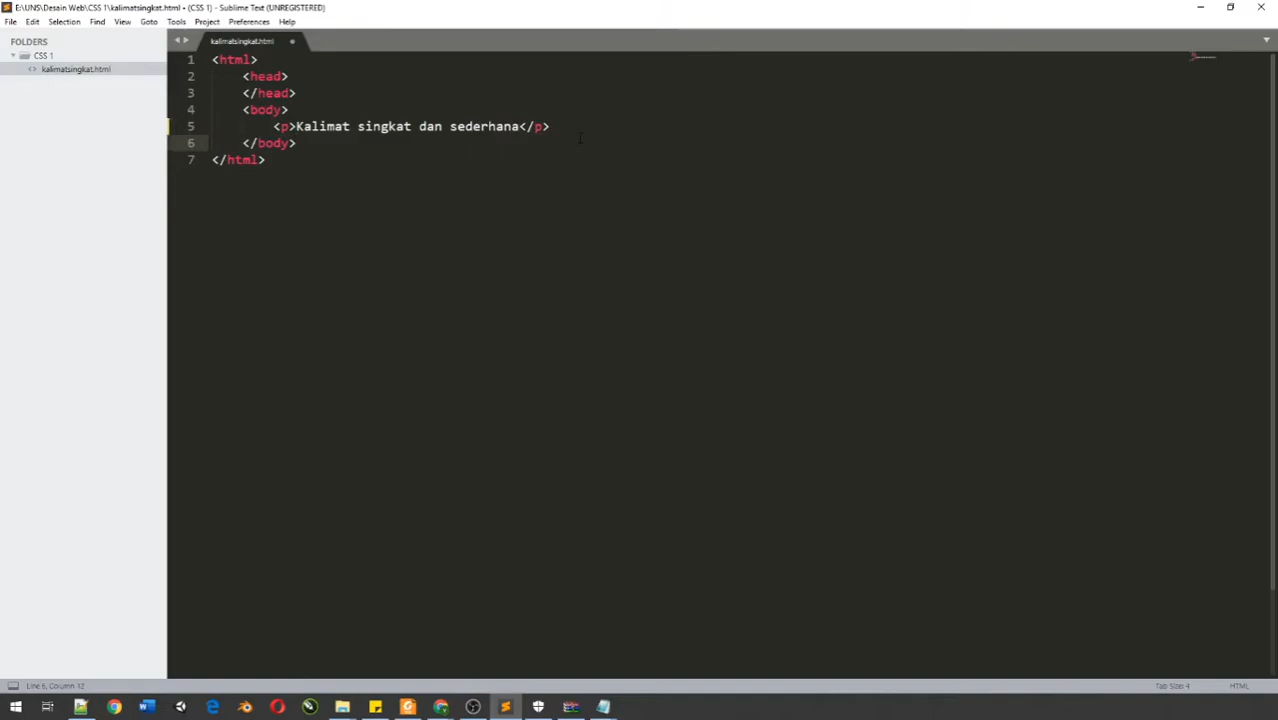 E:\UNS\Desain Web\CSS 1\kalimatsingkat.html • (CSS 1) - Sublime Text (UNREGISTERED)
File Edit Selection Find View Goto Tools Project Preferences Help
FOLDERS
CSS 1
<> kalimatsingkat.html
kalimatsingkat.html
1 <html>
2 <head>
3 </head>
4 <body>
5 <p>Kalimat singkat dan sederhana</p>
6 </body>
7 </html>
Line 6, Column 12
Tab Size: 4
HTML